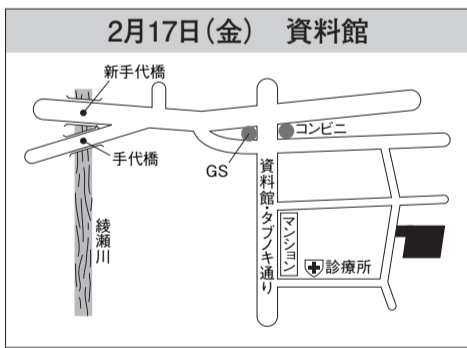 2月17日(金) 資料館
新手代橋
手代橋
綾瀬川
GS
コンビニ
資料館・タブノキ通り
マンション
診療所